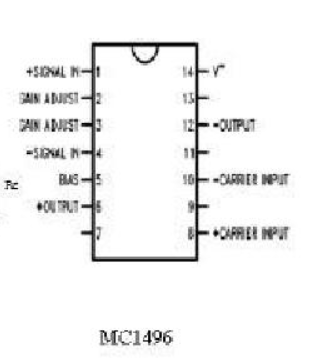 +SIGNAL IN 1
GAIN ADJUST 2
GAIN ADJUST 3
-SIGNAL IN 4
BIAS 5
+OUTPUT 6
7
14 V-
13
12 -OUTPUT
11
10 -CARRIER INPUT
9
8 +CARRIER INPUT
MC1496